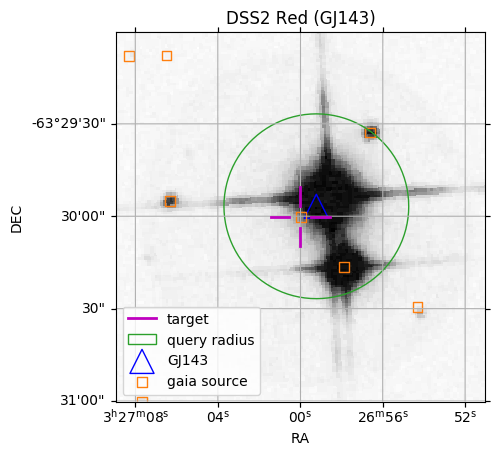 DSS2 Red (GJ143)
-63°29'30"
30'00"
30"
31'00"
DEC
target
query radius
GJ143
gaia source
3ʰ27ᵐ08ˢ 04ˢ 00ˢ 26ᵐ56ˢ 52ˢ
RA